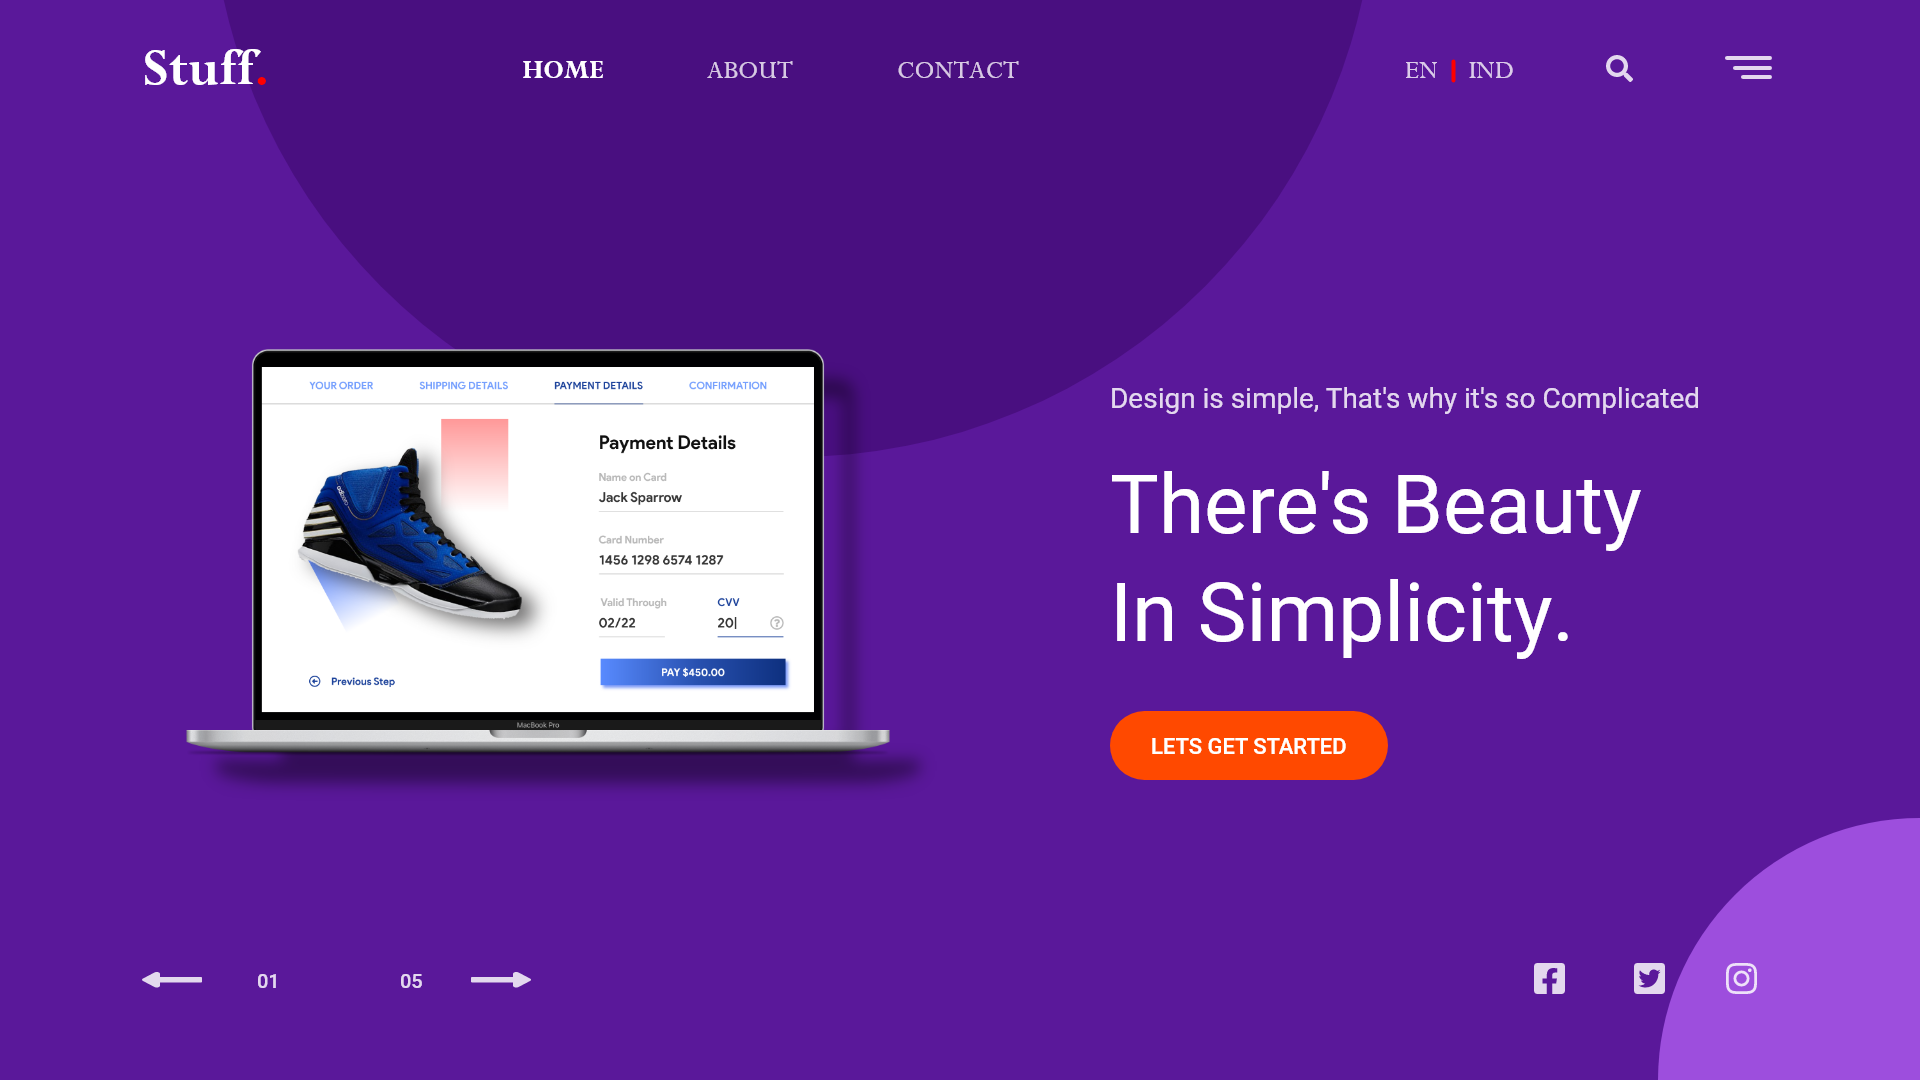 Stuff.
HOME ABOUT CONTACT
EN | IND
YOUR ORDER SHIPPING DETAILS PAYMENT DETAILS CONFIRMATION
Payment Details
Name on Card
Jack Sparrow
Card Number
1456 1298 6574 1287
Valid Through CVV
02/22 20|
PAY $450.00
Previous Step
MacBook Pro
Design is simple, That's why it's so Complicated
There's Beauty
In Simplicity.
LETS GET STARTED
01 05